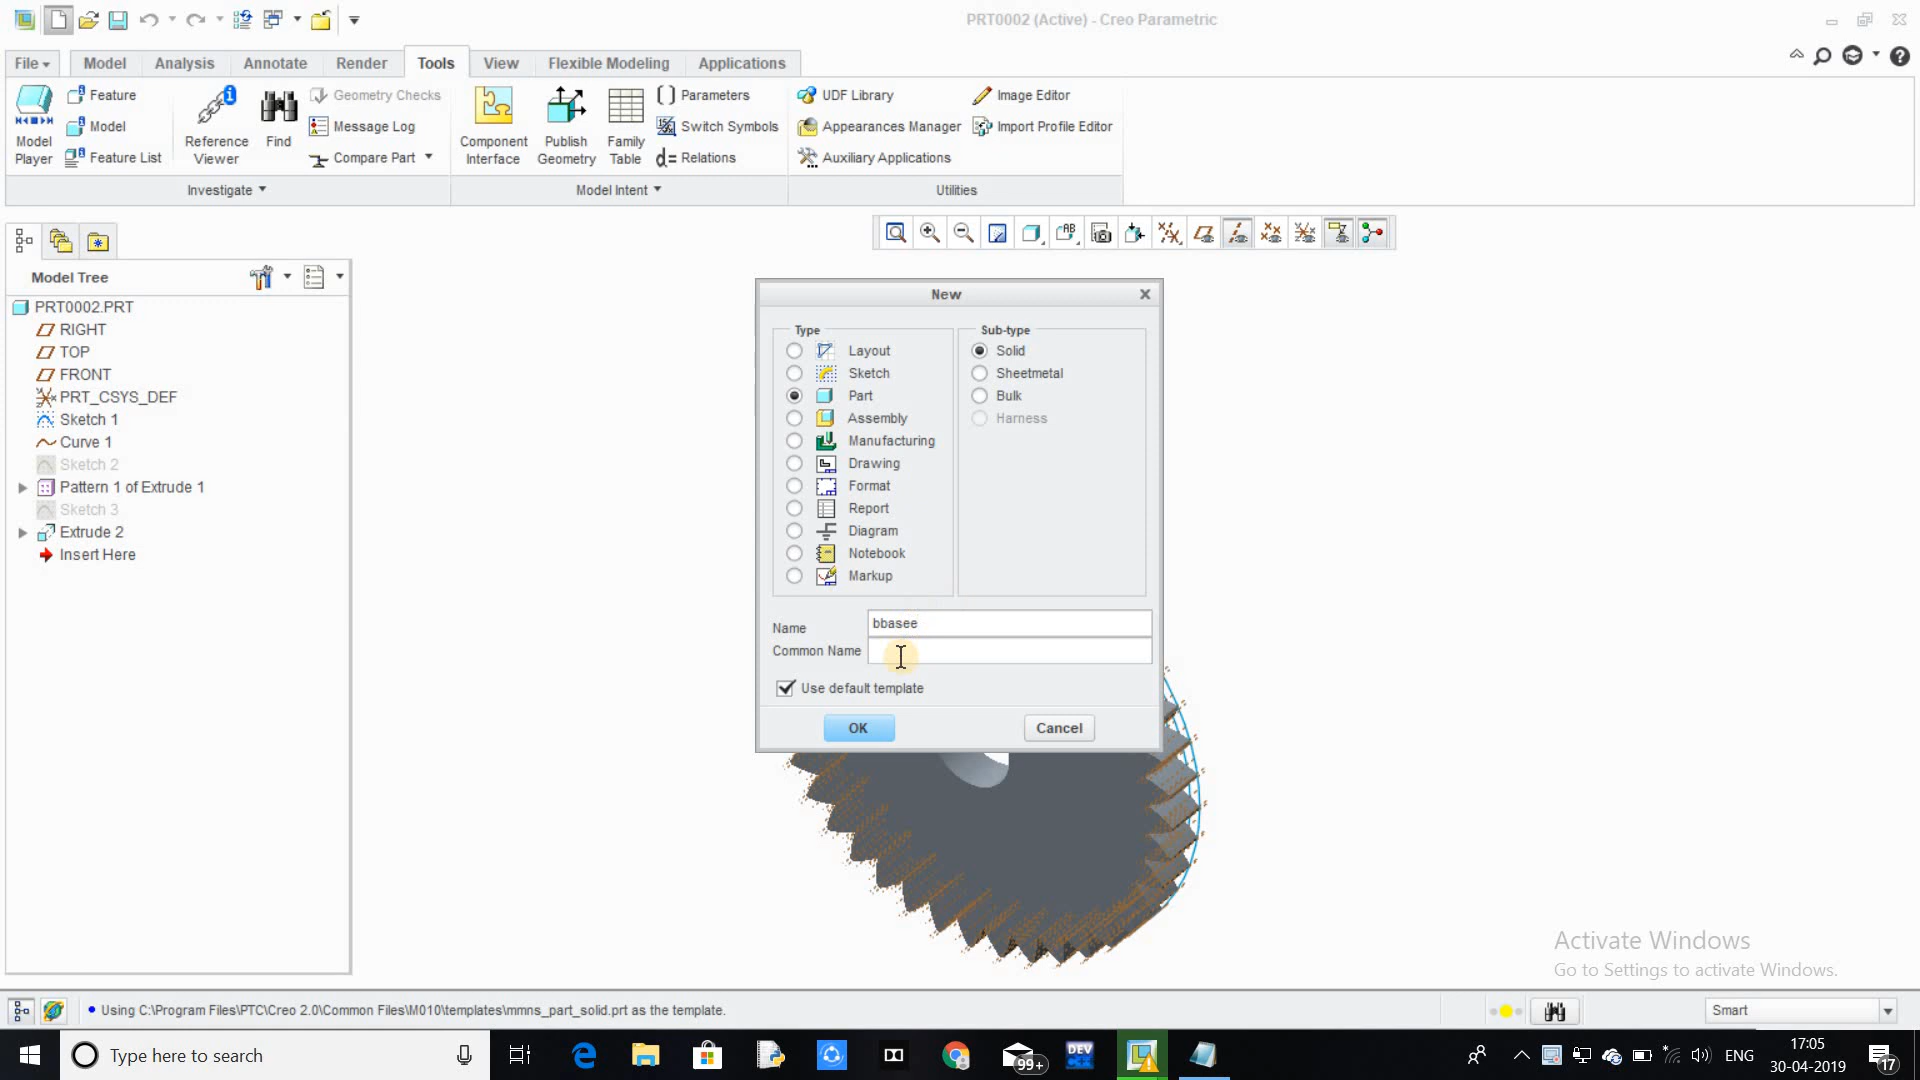 PRT0002 (Active) - Creo Parametric
File Model Analysis Annotate Render Tools View Flexible Modeling Applications
Model Player
Feature
Model
Feature List
Reference Viewer
Find
Geometry Checks
Message Log
Compare Part
Component Interface
Publish Geometry
Family Table
Parameters
Switch Symbols
d= Relations
UDF Library
Appearances Manager
Auxiliary Applications
Image Editor
Import Profile Editor
Investigate
Model Intent
Utilities
Model Tree
PRT0002.PRT
RIGHT
TOP
FRONT
PRT_CSYS_DEF
Sketch 1
Curve 1
Sketch 2
Pattern 1 of Extrude 1
Sketch 3
Extrude 2
Insert Here
New
Type
Layout
Sketch
Part
Assembly
Manufacturing
Drawing
Format
Report
Diagram
Notebook
Markup
Sub-type
Solid
Sheetmetal
Bulk
Harness
Name bbasee
Common Name
Use default template
OK Cancel
Activate Windows
Go to Settings to activate Windows.
Using C:\Program Files\PTC\Creo 2.0\Common Files\M010\templates\mmns_part_solid.prt as the template.
Smart
Type here to search
99+
DEV C++
ENG
17:05
30-04-2019
17